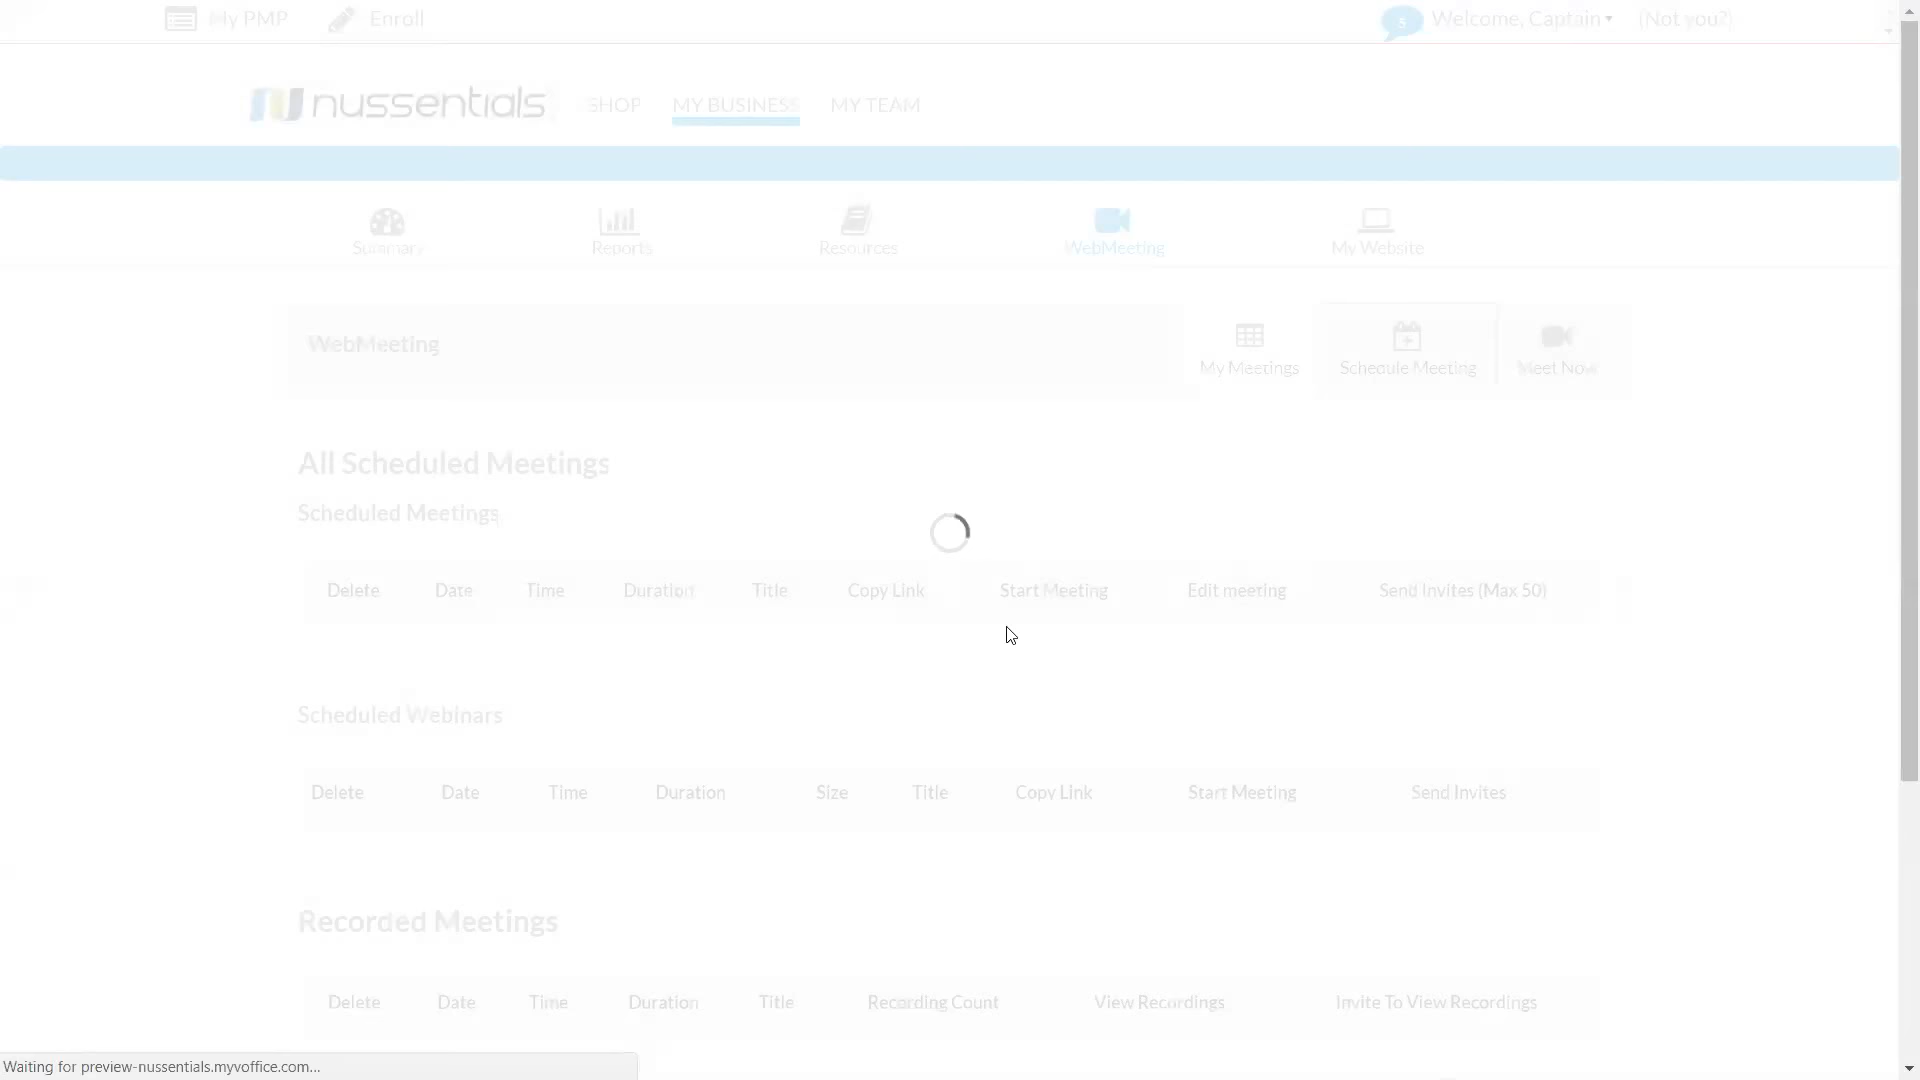 My PMP Enroll 5 Welcome, Captain (Not you?)
nussentials SHOP MY BUSINESS MY TEAM
Summary Reports Resources WebMeeting My Website
WebMeeting My Meetings Schedule Meeting Meet Now
All Scheduled Meetings
Scheduled Meetings
Delete Date Time Duration Title Copy Link Start Meeting Edit meeting Send Invites (Max 50)
Scheduled Webinars
Delete Date Time Duration Size Title Copy Link Start Meeting Send Invites
Recorded Meetings
Delete Date Time Duration Title Recording Count View Recordings Invite To View Recordings
Waiting for preview-nussentials.myvoffice.com...